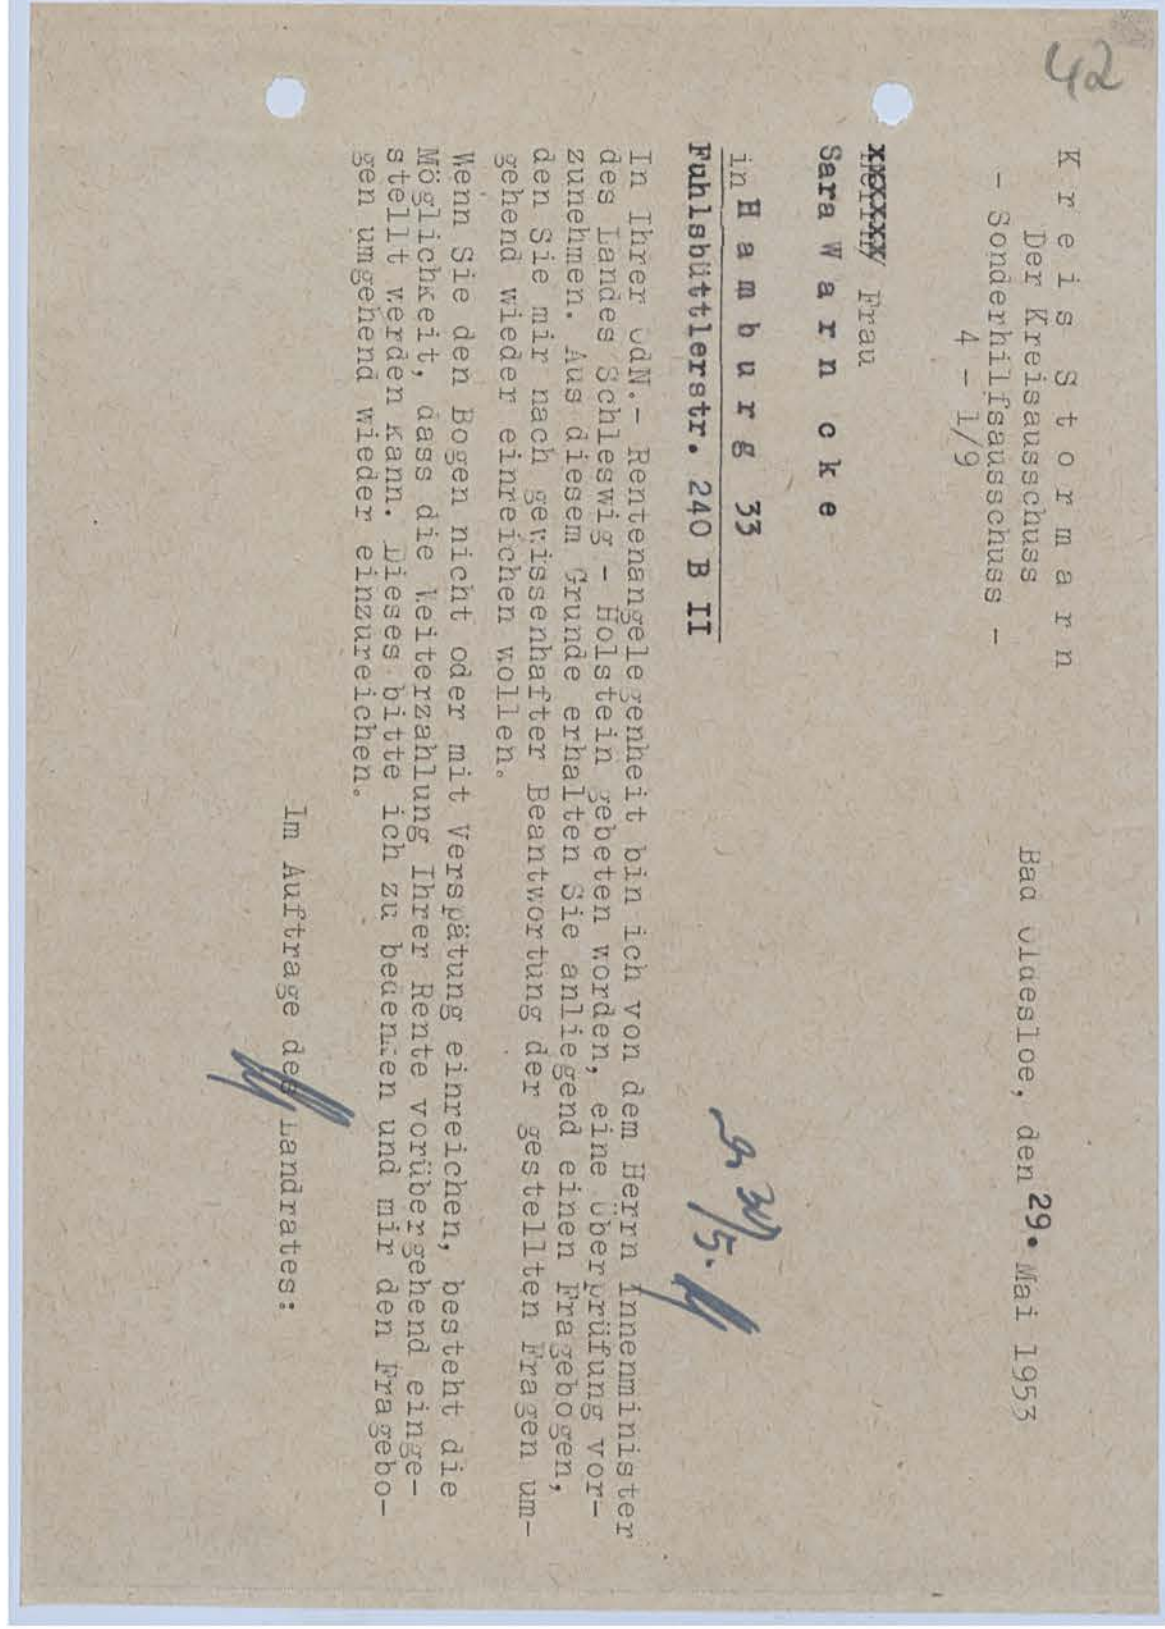 42
K r e i s  S t o r m a r n
Der Kreisausschuss
- Sonderhilfsausschuss -
4 - 1/9
Bad Oldesloe, den 29. Mai 1953
Frau
Sara W a r n c k e
in H a m b u r g 33
Fuhlsbüttlerstr. 240 B II
30/5.
In Ihrer OdN.- Rentenangelegenheit bin ich von dem Herrn Innenminister
des Landes Schleswig - Holstein gebeten worden, eine Überprüfung vor-
zunehmen. Aus diesem Grunde erhalten Sie anliegend einen Fragebogen,
den Sie mir nach gewissenhafter Beantwortung der gestellten Fragen um-
gehend wieder einreichen wollen.
Wenn Sie den Bogen nicht oder mit Verspätung einreichen, besteht die
Möglichkeit, dass die Weiterzahlung Ihrer Rente vorübergehend einge-
stellt werden kann. Dieses bitte ich zu bedenken und mir den Fragebo-
gen umgehend wieder einzureichen.
Im Auftrage des Landrates: